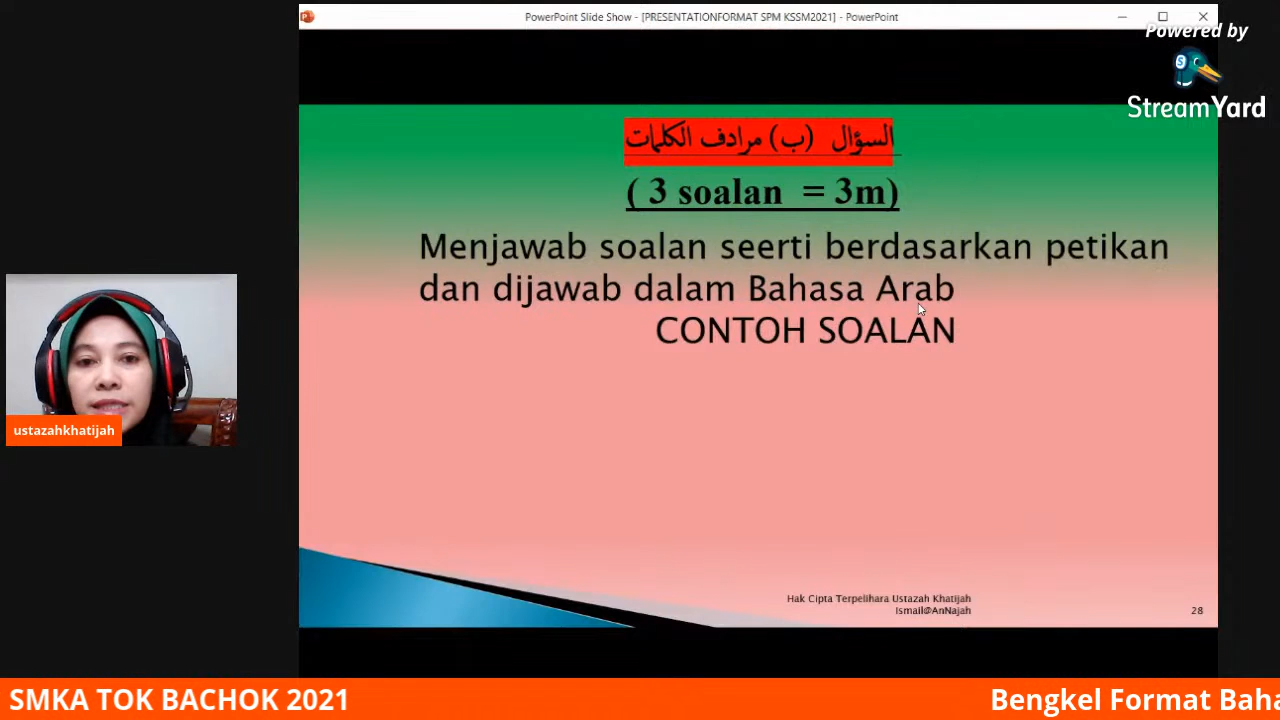 PowerPoint Slide Show - [PRESENTATIONFORMAT SPM KSSM2021] - PowerPoint
Powered by
StreamYard
السؤال (ب) مرادف الكلمات
( 3 soalan = 3m)
Menjawab soalan seerti berdasarkan petikan
dan dijawab dalam Bahasa Arab
CONTOH SOALAN
ustazahkhatijah
Hak Cipta Terpelihara Ustazah Khatijah
Ismail@AnNajah
28
SMKA TOK BACHOK 2021
Bengkel Format Baha